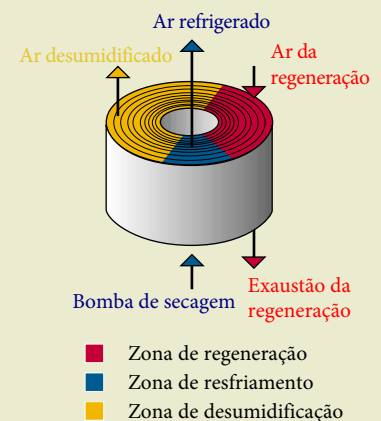 Ar refrigerado
Ar desumidificado
Ar da
regeneração
Bomba de secagem
Exaustão da
regeneração
Zona de regeneração
Zona de resfriamento
Zona de desumidificação